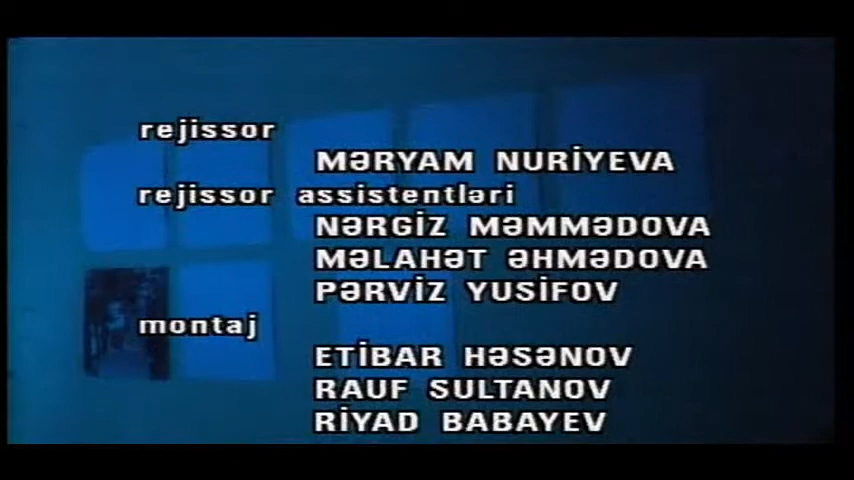 rejissor
MƏRYAM NURİYEVA
rejissor assistentləri
NƏRGİZ MƏMMƏDOVA
MƏLAHƏT ƏHMƏDOVA
PƏRVİZ YUSİFOV
montaj
ETİBAR HƏSƏNOV
RAUF SULTANOV
RİYAD BABAYEV